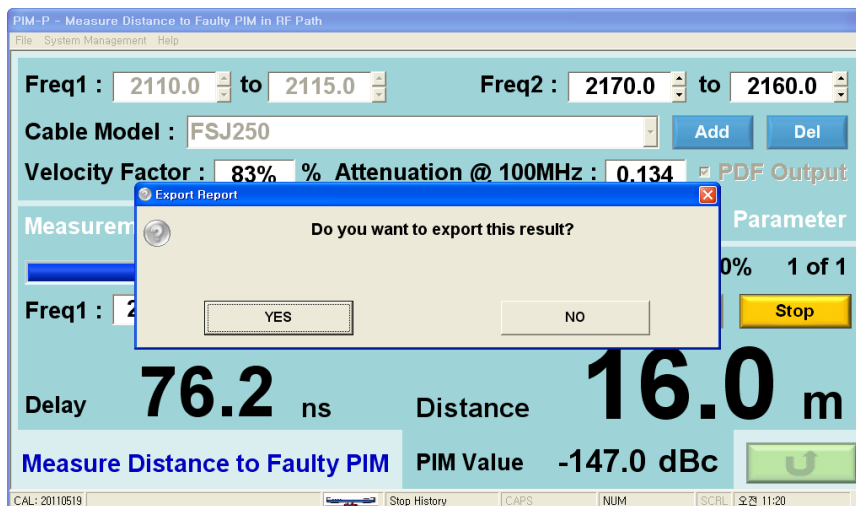 PIM-P - Measure Distance to Faulty PIM in RF Path
File System Management Help
Freq1 : 2110.0 to 2115.0 Freq2 : 2170.0 to 2160.0
Cable Model : FSJ250 Add Del
Velocity Factor : 83% % Attenuation @ 100MHz : 0.134 PDF Output
Export Report
Measurem Parameter
Do you want to export this result?
0% 1 of 1
Freq1 : 2 YES NO Stop
Delay 76.2 ns Distance 16.0 m
Measure Distance to Faulty PIM PIM Value -147.0 dBc
CAL: 20110519 Stop History CAPS NUM SCRL 오전 11:20